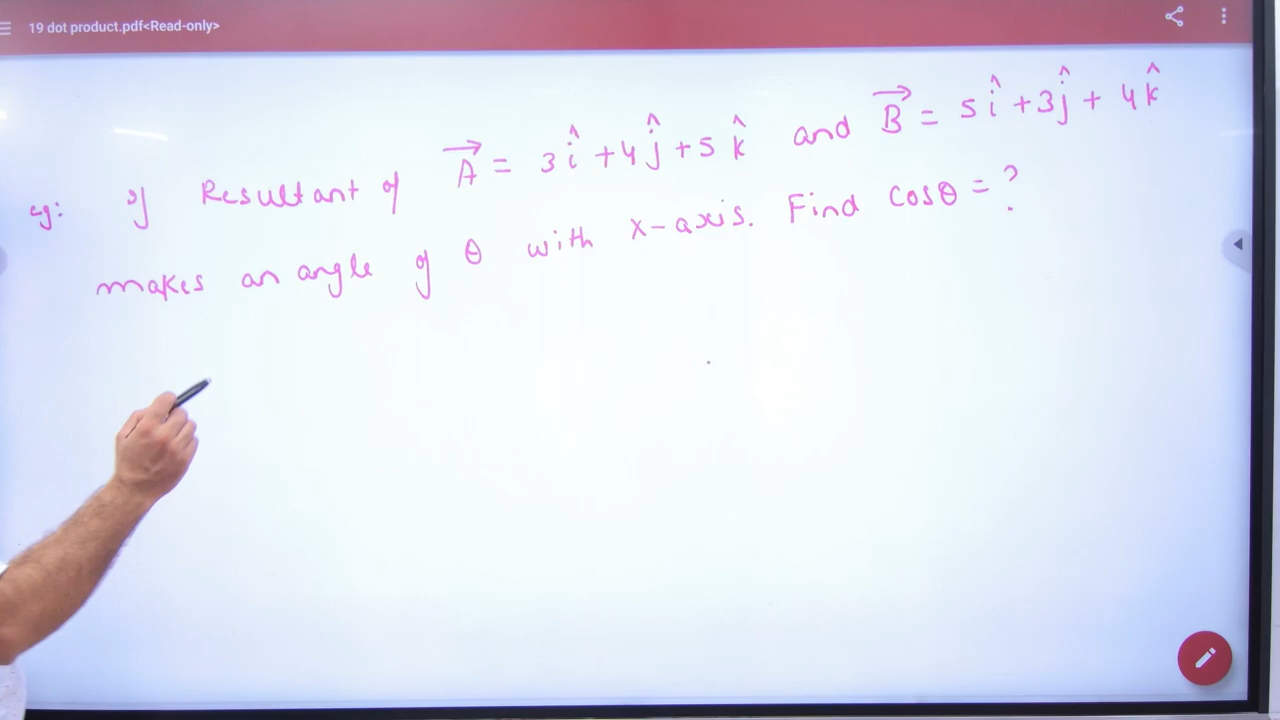 19 dot product.pdf<Read-only>
eg: If Resultant of A⃗ = 3î + 4ĵ + 5k̂ and B⃗ = 5î + 3ĵ + 4k̂
makes an angle of θ with x-axis. Find cosθ = ?